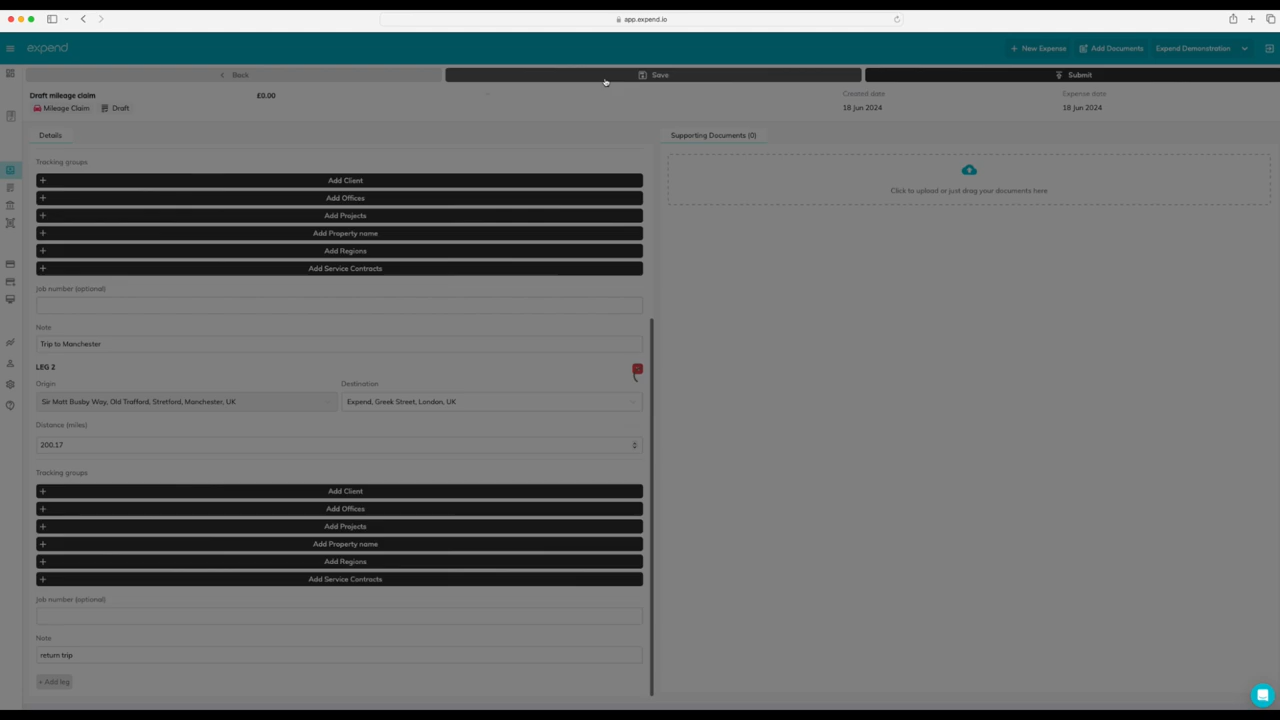 app.expend.io
expend
New Expense
Add Documents
Expend Demonstration
Back
Save
Submit
Draft mileage claim
£0.00
Mileage Claim
Draft
Created date
18 Jun 2024
Expense date
18 Jun 2024
Details
Supporting Documents (0)
Click to upload or just drag your documents here
Tracking groups
+ Add Client
+ Add Offices
+ Add Projects
+ Add Property name
+ Add Regions
+ Add Service Contracts
Job number (optional)
Note
Trip to Manchester
LEG 2
Origin
Destination
Sir Matt Busby Way, Old Trafford, Stretford, Manchester, UK
Expend, Greek Street, London, UK
Distance (miles)
200.17
Tracking groups
+ Add Client
+ Add Offices
+ Add Projects
+ Add Property name
+ Add Regions
+ Add Service Contracts
Job number (optional)
Note
return trip
+ Add leg